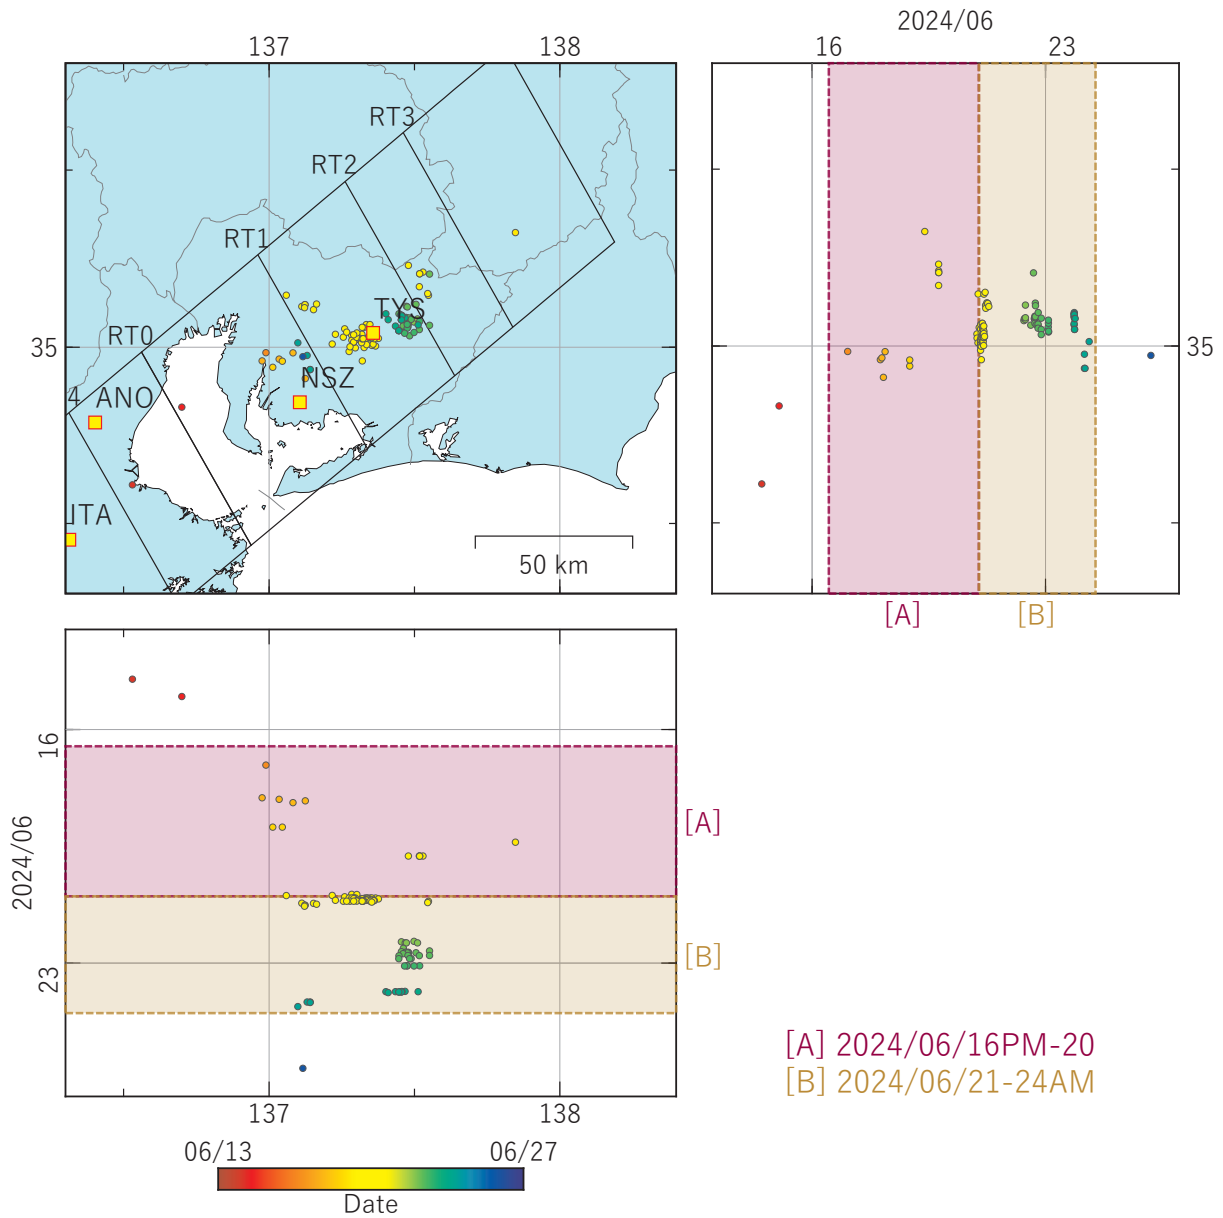 2024/06
137
138
16
23
RT3
RT2
RT1
TYS
RT0
35
35
NSZ
4
ANO
ITA
50 km
[A]
[B]
16
[A]
2024/06
[B]
23
[A] 2024/06/16PM-20
[B] 2024/06/21-24AM
137
138
06/13
06/27
Date